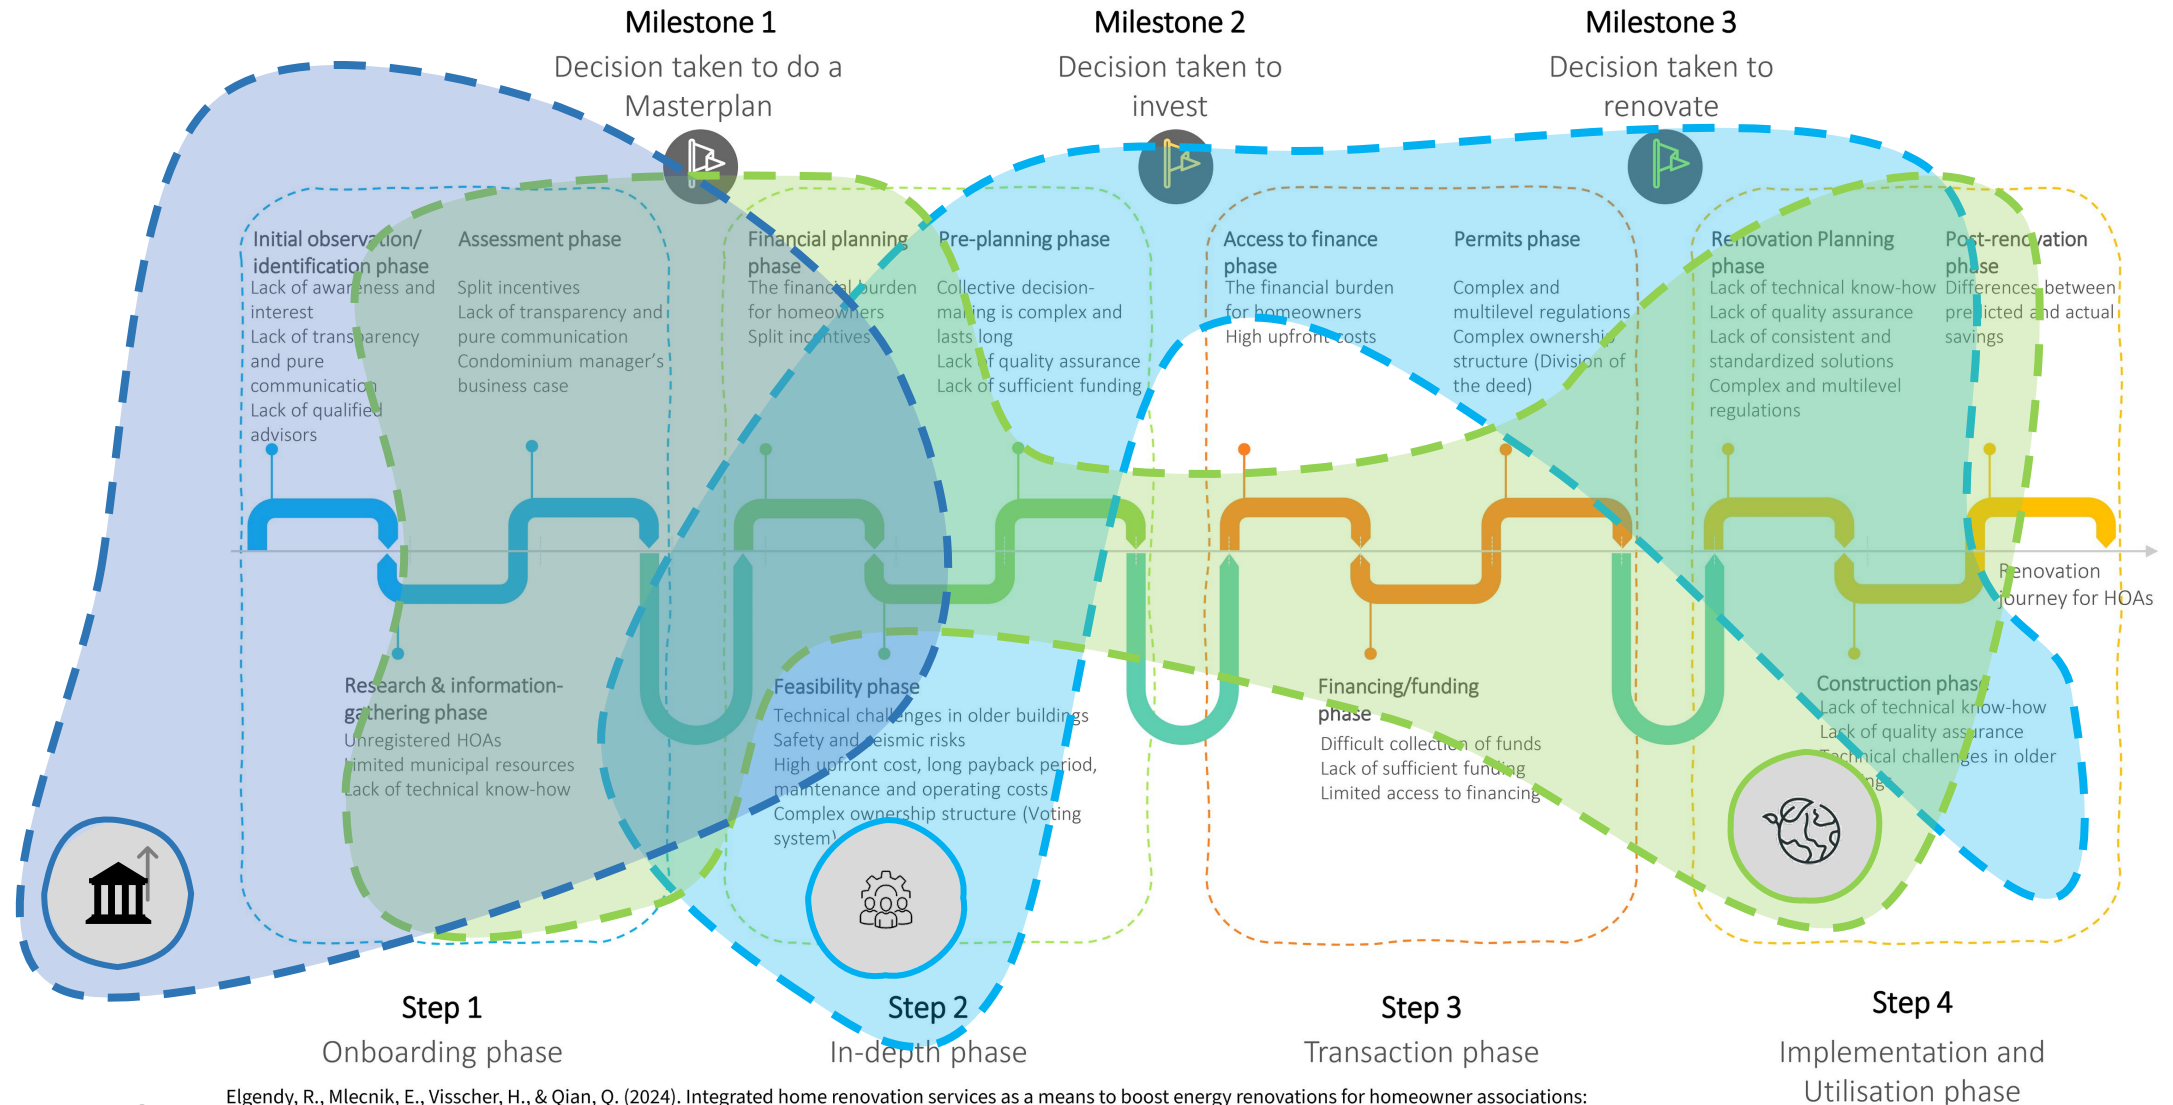 Milestone 1
Decision taken to do a
Masterplan
Milestone 2
Decision taken to
invest
Milestone 3
Decision taken to
renovate
Initial observation/
identification phase
Lack of awareness and
interest
Lack of transparency
and pure
communication
Lack of qualified
advisors
Assessment phase
Split incentives
Lack of transparency and
pure communication
Condominium manager's
business case
Financial planning
phase
The financial burden
for homeowners
Split incentives
Pre-planning phase
Collective decision-
making is complex and
lasts long
Lack of quality assurance
Lack of sufficient funding
Access to finance
phase
The financial burden
for homeowners
High upfront costs
Permits phase
Complex and
multilevel regulations
Complex ownership
structure (Division of
the deed)
Renovation Planning
phase
Lack of technical know-how
Lack of quality assurance
Lack of consistent and
standardized solutions
Complex and multilevel
regulations
Post-renovation
phase
Differences between
predicted and actual
savings
Renovation
journey for HOAs
Research & information-
gathering phase
Unregistered HOAs
Limited municipal resources
Lack of technical know-how
Feasibility phase
Technical challenges in older buildings
Safety and seismic risks
High upfront cost, long payback period,
maintenance and operating costs
Complex ownership structure (Voting
system)
Financing/funding
phase
Difficult collection of funds
Lack of sufficient funding
Limited access to financing
Construction phase
Lack of technical know-how
Lack of quality assurance
Technical challenges in older
Step 1
Onboarding phase
Step 2
In-depth phase
Step 3
Transaction phase
Step 4
Implementation and
Utilisation phase
Elgendy, R., Mlecnik, E., Visscher, H., & Qian, Q. (2024). Integrated home renovation services as a means to boost energy renovations for homeowner associations: